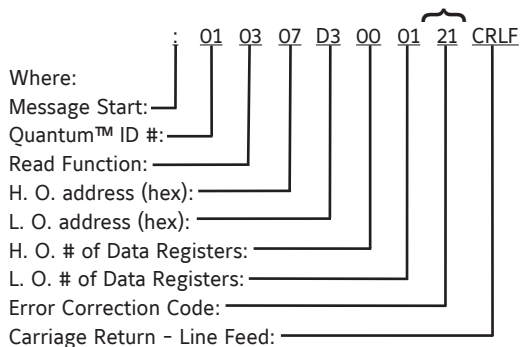 : 01 03 07 D3 00 01 21 CRLF
Where:
Message Start:
Quantum™ ID #:
Read Function:
H. O. address (hex):
L. O. address (hex):
H. O. # of Data Registers:
L. O. # of Data Registers:
Error Correction Code:
Carriage Return - Line Feed: